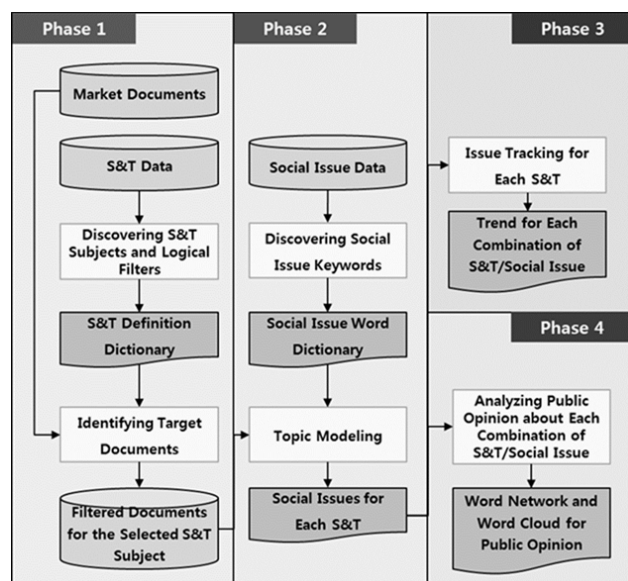 Phase 1
Market Documents
S&T Data
Discovering S&T
Subjects and Logical
Filters
S&T Definition
Dictionary
Identifying Target
Documents
Filtered Documents
for the Selected S&T
Subject
Phase 2
Social Issue Data
Discovering Social
Issue Keywords
Social Issue Word
Dictionary
Topic Modeling
Social Issues for
Each S&T
Phase 3
Issue Tracking for
Each S&T
Trend for Each
Combination of
S&T/Social Issue
Phase 4
Analyzing Public
Opinion about Each
Combination of
S&T/Social Issue
Word Network and
Word Cloud for
Public Opinion